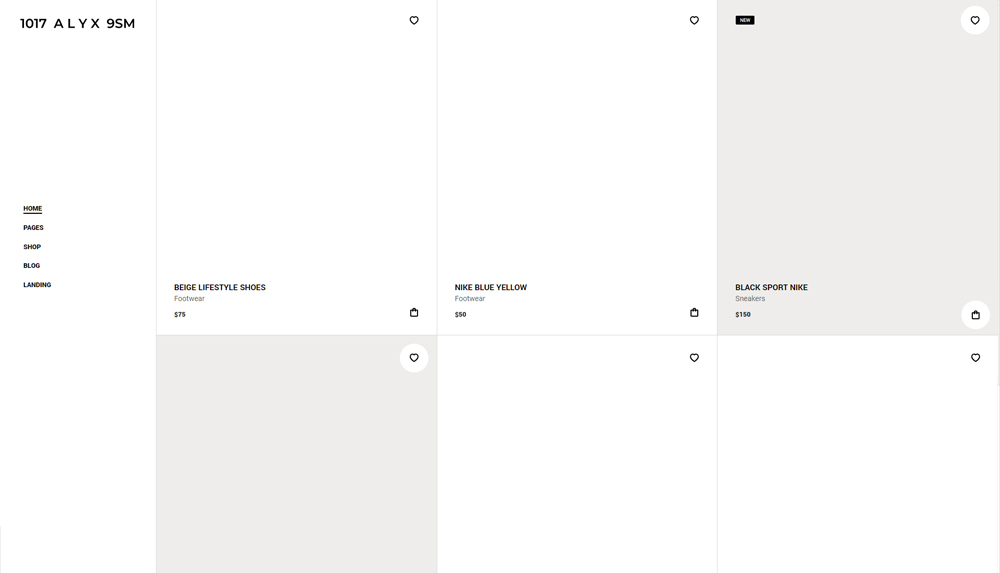 1017 ALYX 9SM
HOME
PAGES
SHOP
BLOG
LANDING
BEIGE LIFESTYLE SHOES
Footwear
$75
NIKE BLUE YELLOW
Footwear
$50
NEW
BLACK SPORT NIKE
Sneakers
$150